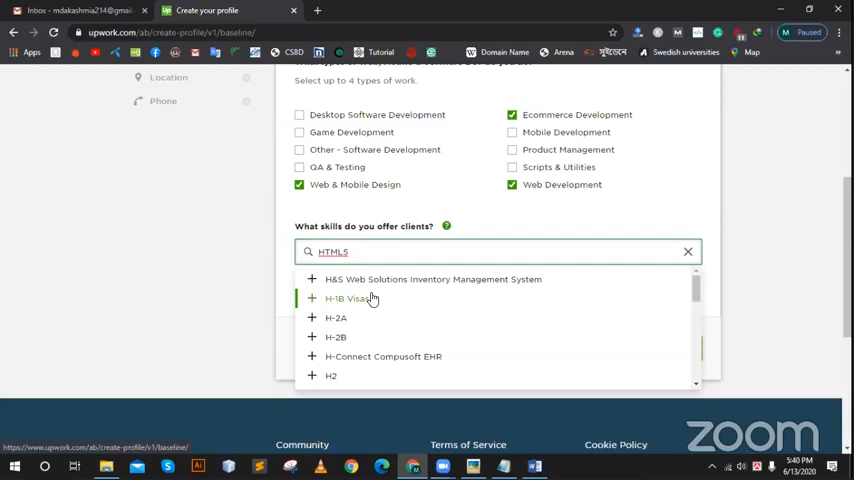 Inbox - mdakashmia214@gmail.
Create your profile
upwork.com/ab/create-profile/v1/baseline/
Paused
Apps
CSBD
Tutorial
Domain Name
Arena
Swedish universities
Map
Location
Phone
Select up to 4 types of work.
Desktop Software Development
Ecommerce Development
Game Development
Mobile Development
Other - Software Development
Product Management
QA & Testing
Scripts & Utilities
Web & Mobile Design
Web Development
What skills do you offer clients?
HTML5
H&S Web Solutions Inventory Management System
H-1B Visas
H-2A
H-2B
H-Connect Compusoft EHR
H2
https://www.upwork.com/ab/create-profile/v1/baseline/
Community
Terms of Service
Cookie Policy
zoom
5:40 PM
6/13/2020